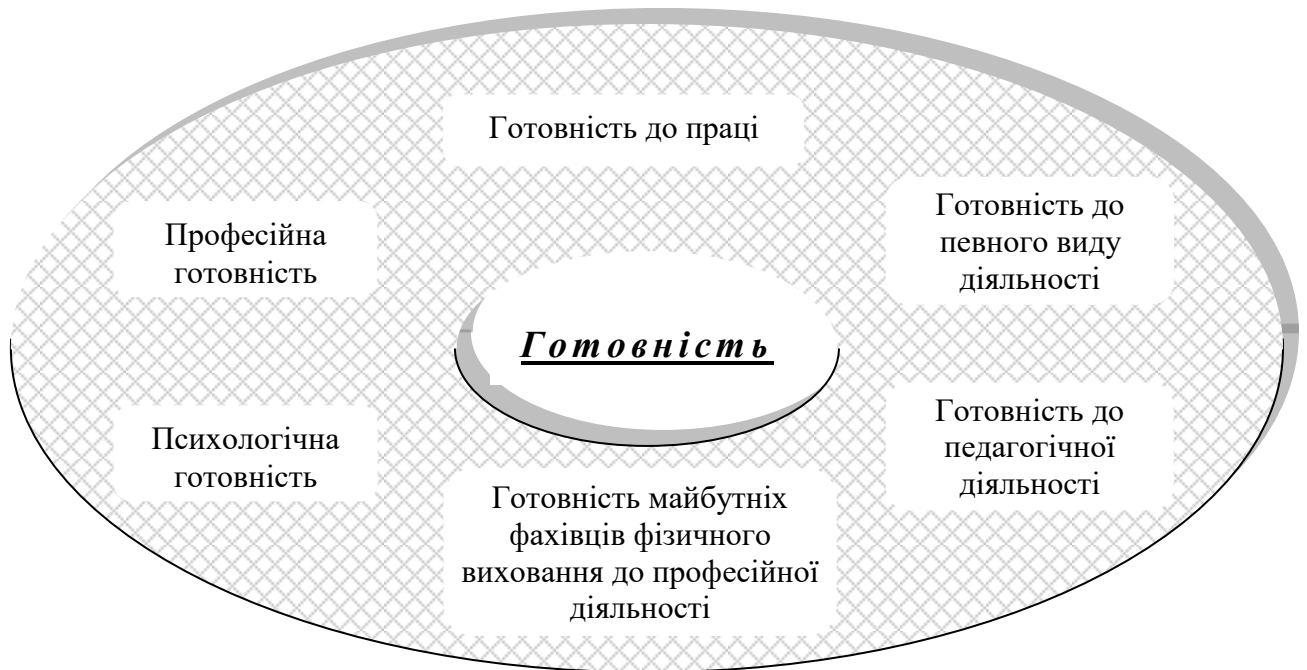 Готовність до праці
Професійна
готовність
Готовність до
певного виду
діяльності
Готовність
Психологічна
готовність
Готовність до
педагогічної
діяльності
Готовність майбутніх
фахівців фізичного
виховання до професійної
діяльності